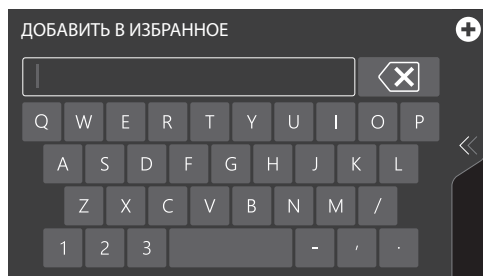 ДОБАВИТЬ В ИЗБРАННОЕ
Q W E R T Y U I O P
A S D F G H J K L
Z X C V B N M /
1 2 3 - ' .